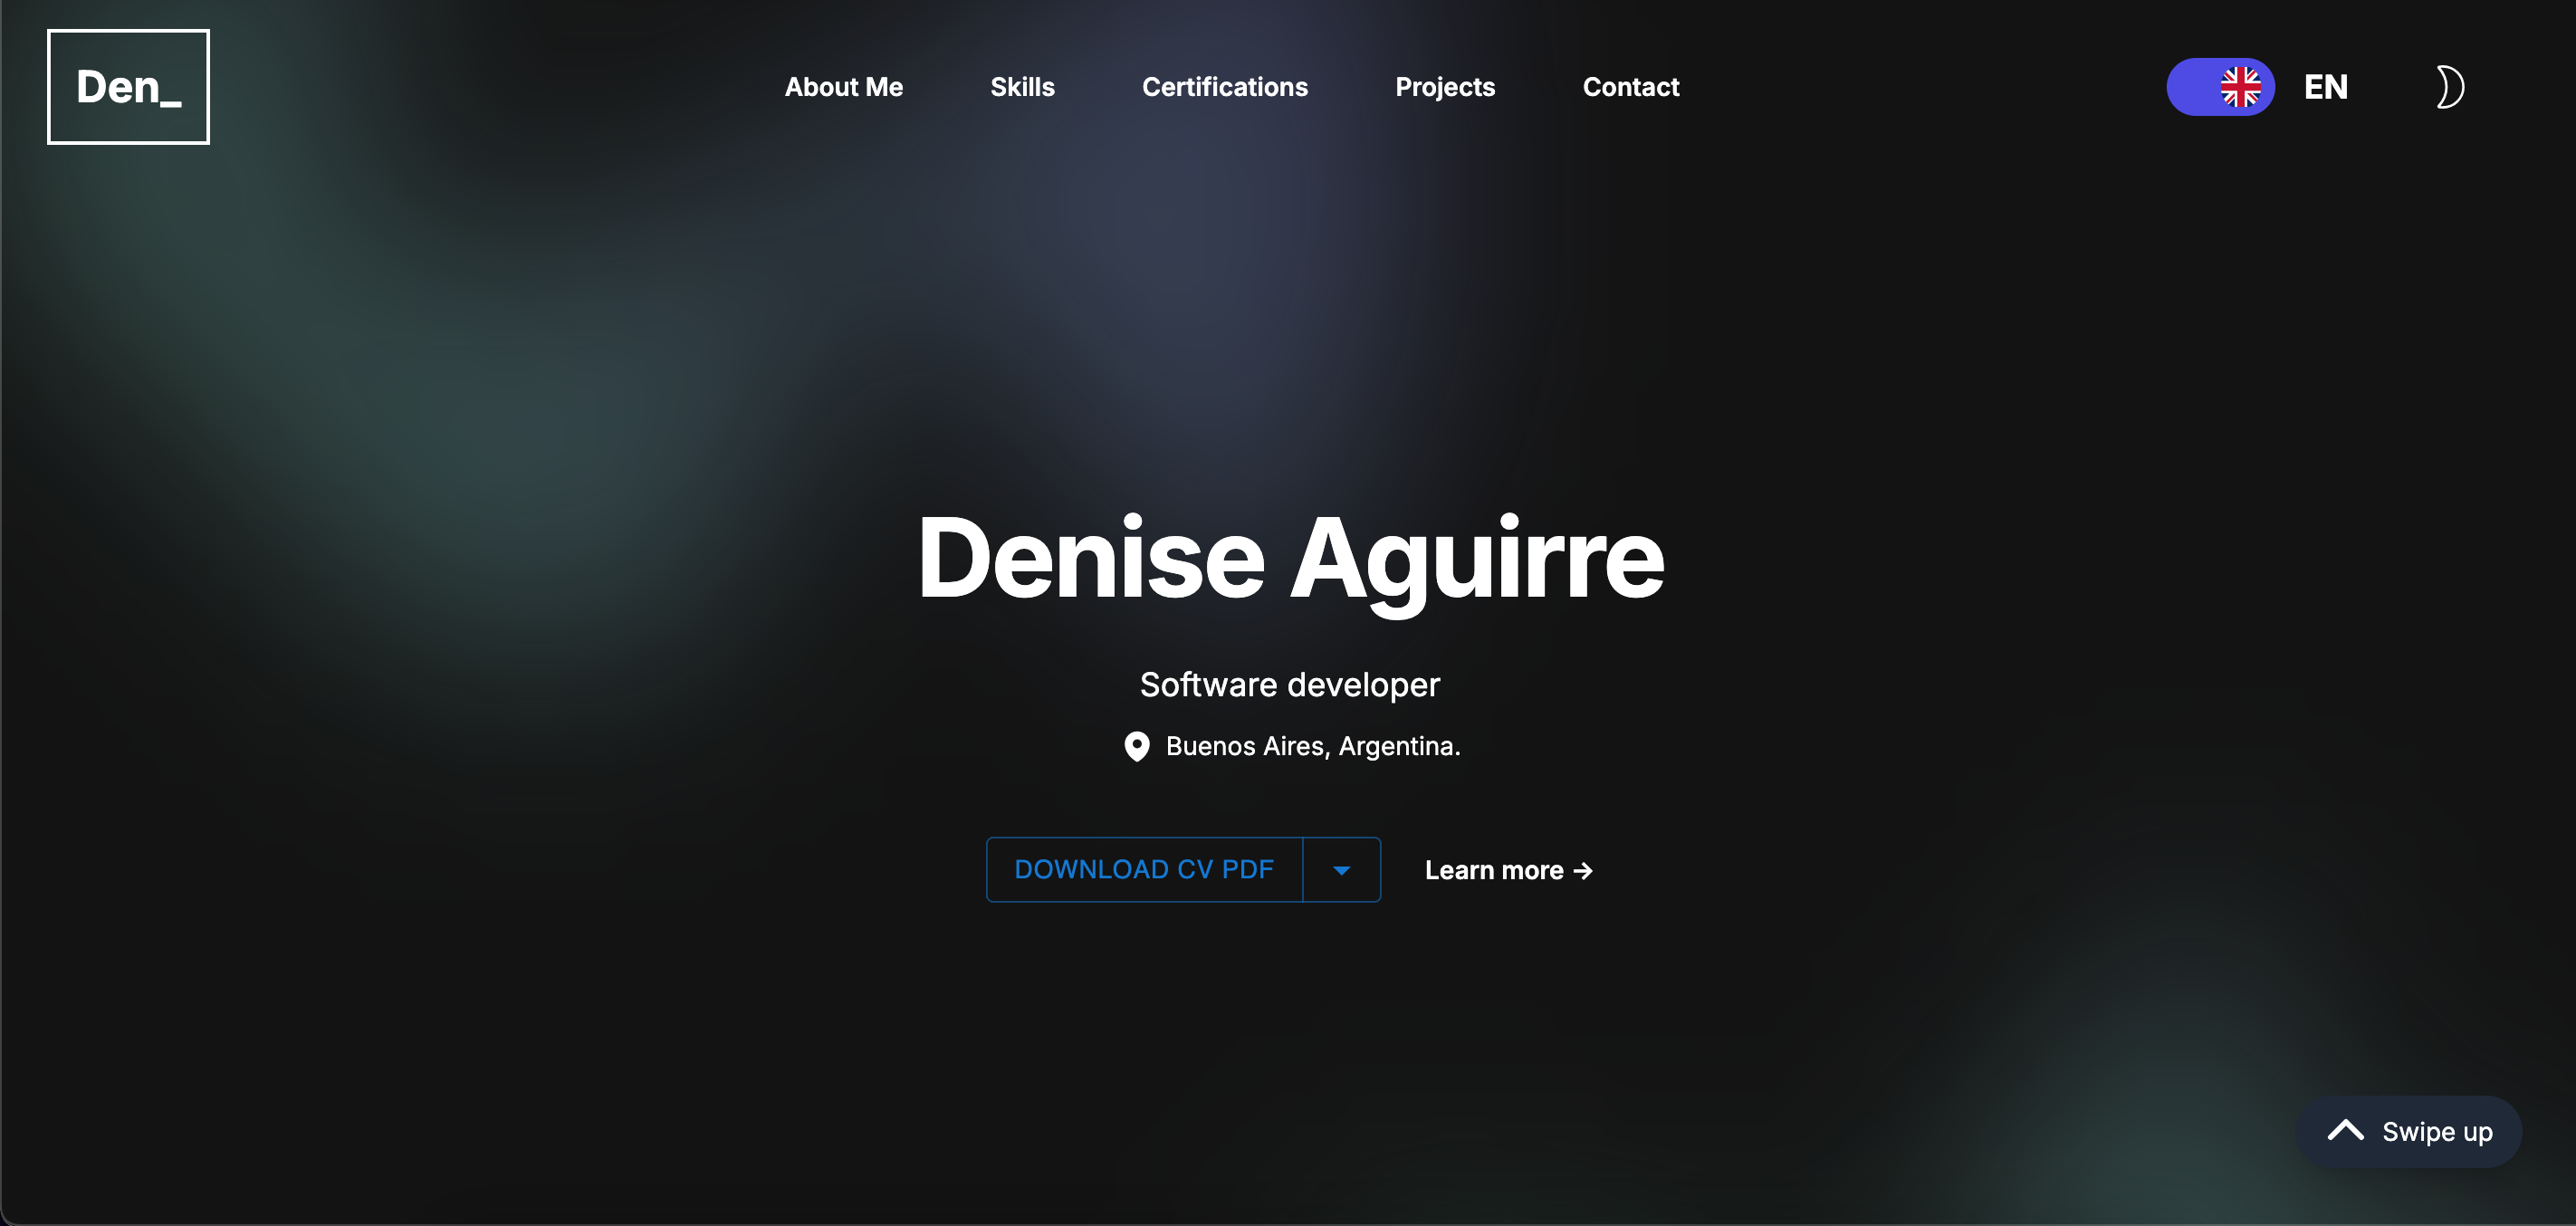 Den_
About Me Skills Certifications Projects Contact
EN
Denise Aguirre
Software developer
Buenos Aires, Argentina.
DOWNLOAD CV PDF
Learn more →
Swipe up